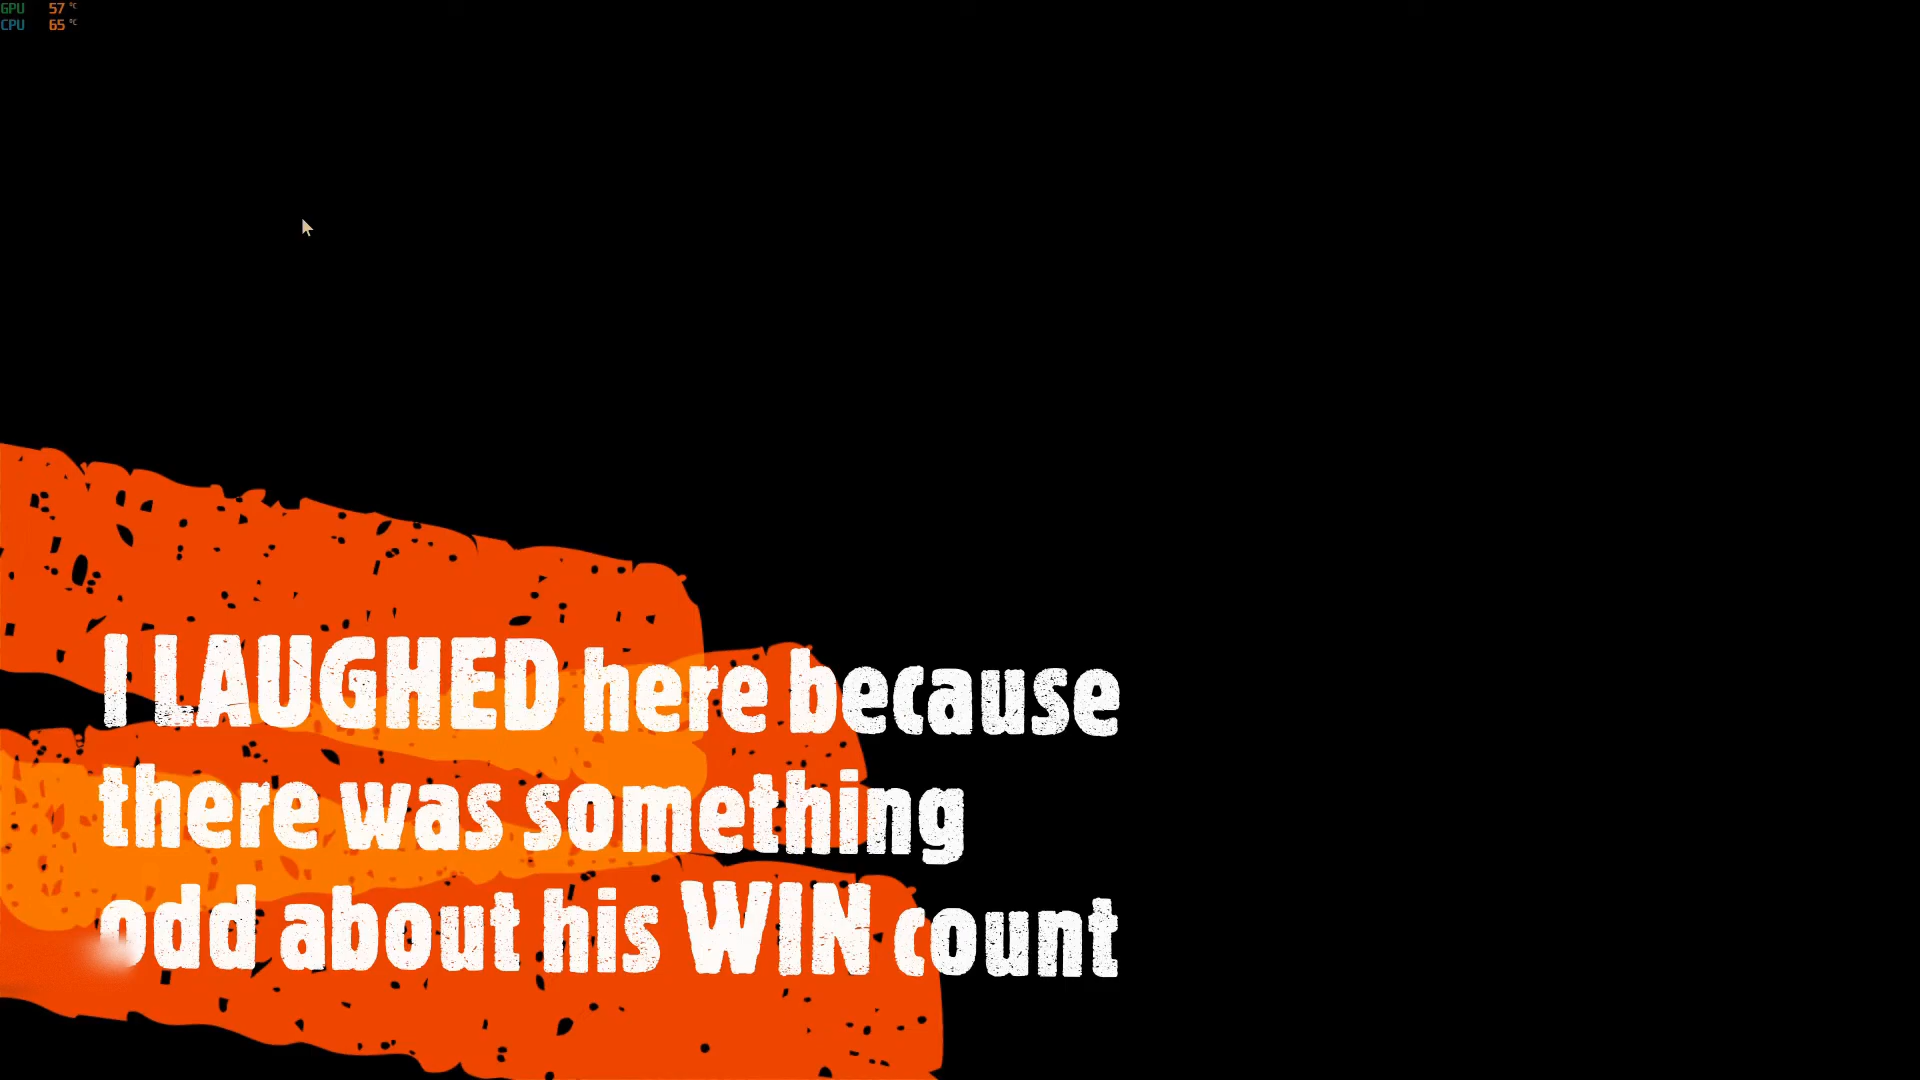 GPU 57 °C
CPU 65 °C
I LAUGHED here because
there was something
odd about his WIN count